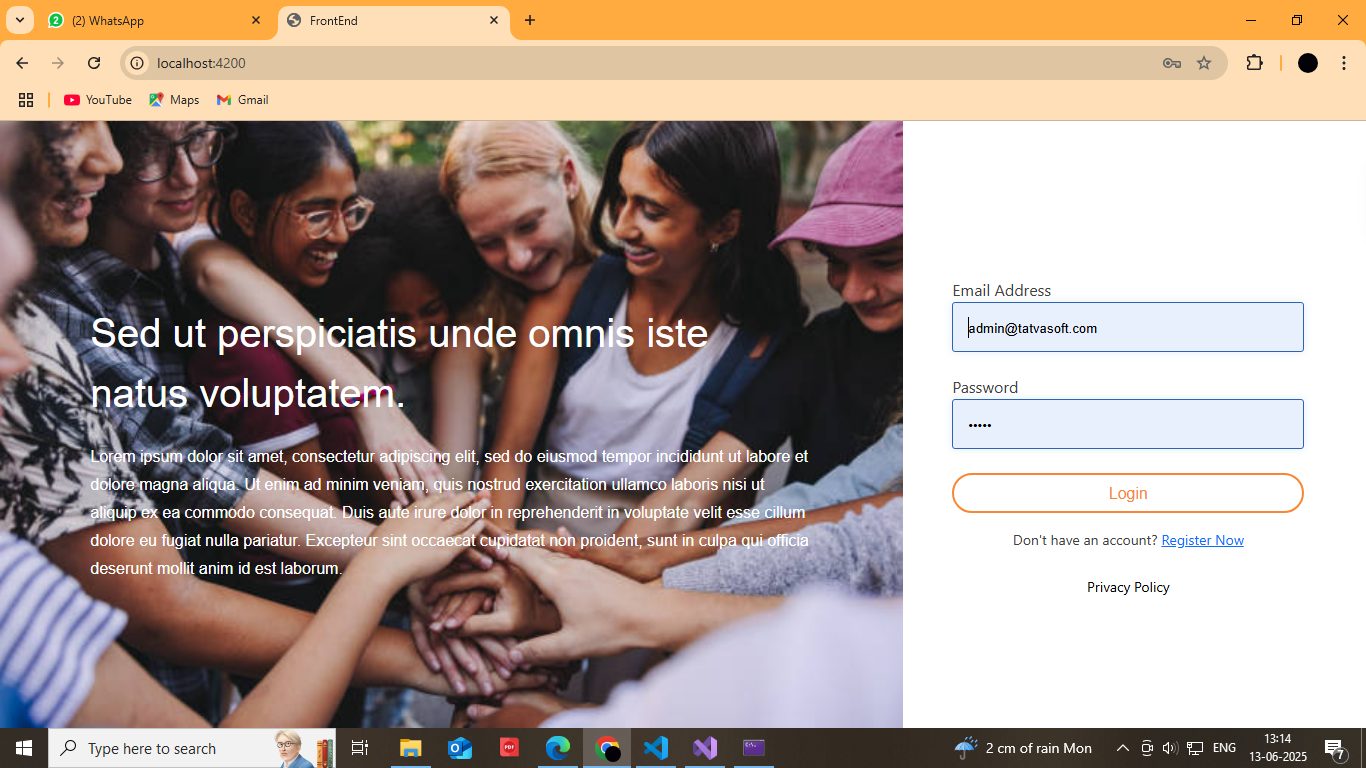 2
(2) WhatsApp
FrontEnd
localhost:4200
YouTube
Maps
Gmail
Sed ut perspiciatis unde omnis iste
natus voluptatem.
Lorem ipsum dolor sit amet, consectetur adipiscing elit, sed do eiusmod tempor incididunt ut labore et
dolore magna aliqua. Ut enim ad minim veniam, quis nostrud exercitation ullamco laboris nisi ut
aliquip ex ea commodo consequat. Duis aute irure dolor in reprehenderit in voluptate velit esse cillum
dolore eu fugiat nulla pariatur. Excepteur sint occaecat cupidatat non proident, sunt in culpa qui officia
deserunt mollit anim id est laborum.
Email Address
admin@tatvasoft.com
Password
•••••
Login
Don't have an account? Register Now
Privacy Policy
Type here to search
PDF
2 cm of rain Mon
ENG
13:14
13-06-2025
7